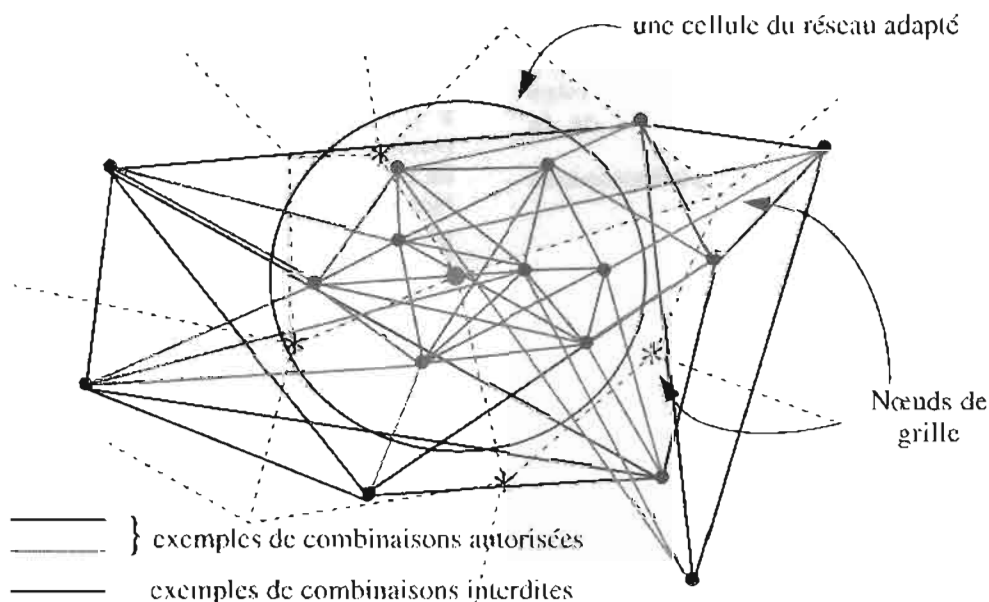 une cellule du réseau adapté
Nœuds de
grille
} exemples de combinaisons autorisées
exemples de combinaisons interdites